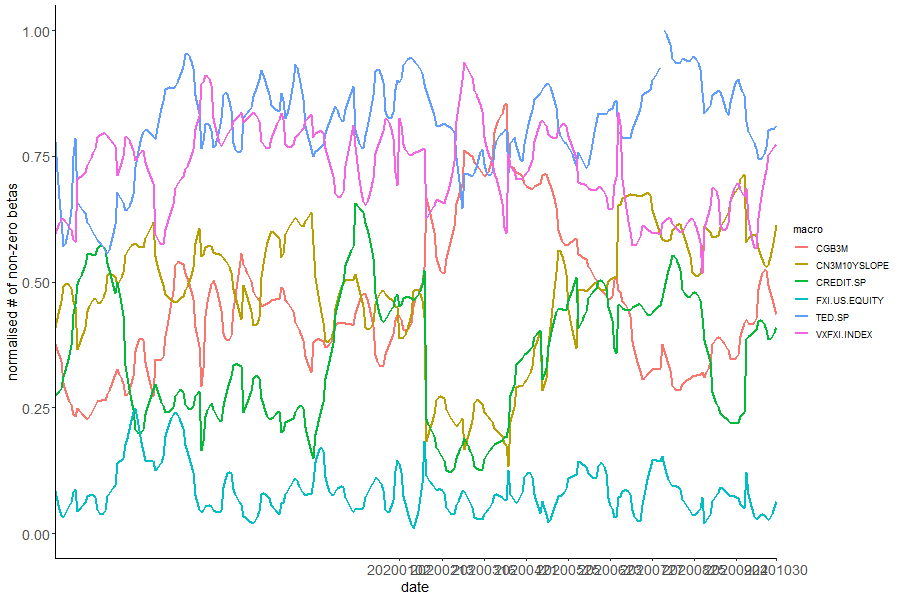 normalised # of non-zero betas
1.00
0.75
0.50
0.25
0.00
20200102
20201030
date
macro
CGB3M
CN3M10YSLOPE
CREDIT.SP
FXI.US.EQUITY
TED.SP
VXFXI.INDEX